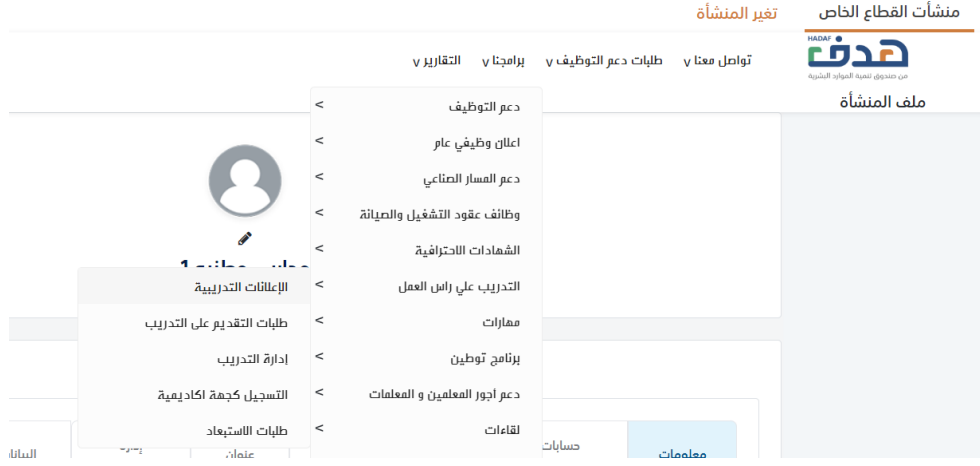 منشأت القطاع الخاص
تغير المنشأة
HADAF
هدف
من صندوق تنمية الموارد البشرية
تواصل معنا
طلبات دعم التوظيف
برامجنا
التقارير
ملف المنشأة
دعم التوظيف
اعلان وظيفي عام
دعم المسار الصناعي
وظائف عقود التشغيل والصيانة
الشهادات الاحترافية
التدريب علي راس العمل
مهارات
برنامج توطين
دعم أجور المعلمين و المعلمات
لقاءات
الإعلانات التدريبية
طلبات التقديم على التدريب
إدارة التدريب
التسجيل كجهة اكاديمية
طلبات الاستبعاد
معلومات
حسابات
عنوان